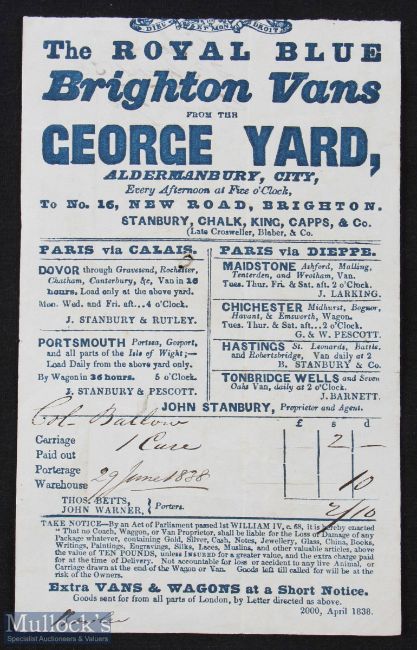 DIEU ET MON DROIT
The ROYAL BLUE
Brighton Vans
FROM THE
GEORGE YARD,
ALDERMANBURY, CITY,
Every Afternoon at Five o'Clock,
To No. 16, NEW ROAD, BRIGHTON.
STANBURY, CHALK, KING, CAPPS, & Co.
(Late Crosweller, Blaber, & Co.
PARIS via CALAIS.
DOVOR through Gravesend, Rochester,
Chatham, Canterbury, &c, Van in 16
hours, Load only at the above yard.
Mon. Wed. and Fri. aft...4 o'Clock.
J. STANBURY & RUTLEY.
PORTSMOUTH Portsea, Gosport,
and all parts of the Isle of Wight;—
Load Daily from the above yard only.
By Wagon in 36 hours. 5 o'Clock.
J. STANBURY & PESCOTT.
PARIS via DIEPPE.
MAIDSTONE Ashford, Malling,
Tenterden, and Wrotham, Van.
Tues. Thur. Fri. & Sat. aft. 2 o'Clock.
J. LARKING.
CHICHESTER Midhurst, Bognor,
Havant, & Emsworth, Wagon.
Tues. Thur. & Sat. aft...2 o'Clock.
G. & W. PESCOTT.
HASTINGS St. Leonards, Battle,
and Robertsbridge, Van daily at 2
B. STANBURY & Co.
TONBRIDGE WELLS and Seven
Oaks Van, daily at 2 o'Clock.
J. BARNETT.
JOHN STANBURY, Proprietor and Agent.
Col. £ s d
Carriage 1 Case 2 —
Paid out
Porterage 29 June 1838 10
Warehouse
THOS. BETTS, 2/10
JOHN WARNER, } Porters.
TAKE NOTICE—By an Act of Parliament passed 1st WILLIAM IV, c. 68, it is hereby enacted
"That no Coach, Waggon, or Van Proprietor, shall be liable for the Loss or Damage of any
Package whatever, containing Gold, Silver, Cash, Notes, Jewellery, Glass, China, Books,
Writings, Paintings, Engravings, Silks, Laces, Muslins, and other valuable articles, above
the value of TEN POUNDS, unless INSURED for a greater value, and the extra charge paid
for at the time of Delivery. Not accountable for loss or accident to any live Animal, or
Carriage drawn at the end of the Wagon or Van. Goods left till called for will be at the
risk of the Owners.
Extra VANS & WAGONS at a Short Notice.
Goods sent for from all parts of London, by Letter directed as above.
2000, April 1838.
Mullock's
Specialist Auctioneers & Valuers